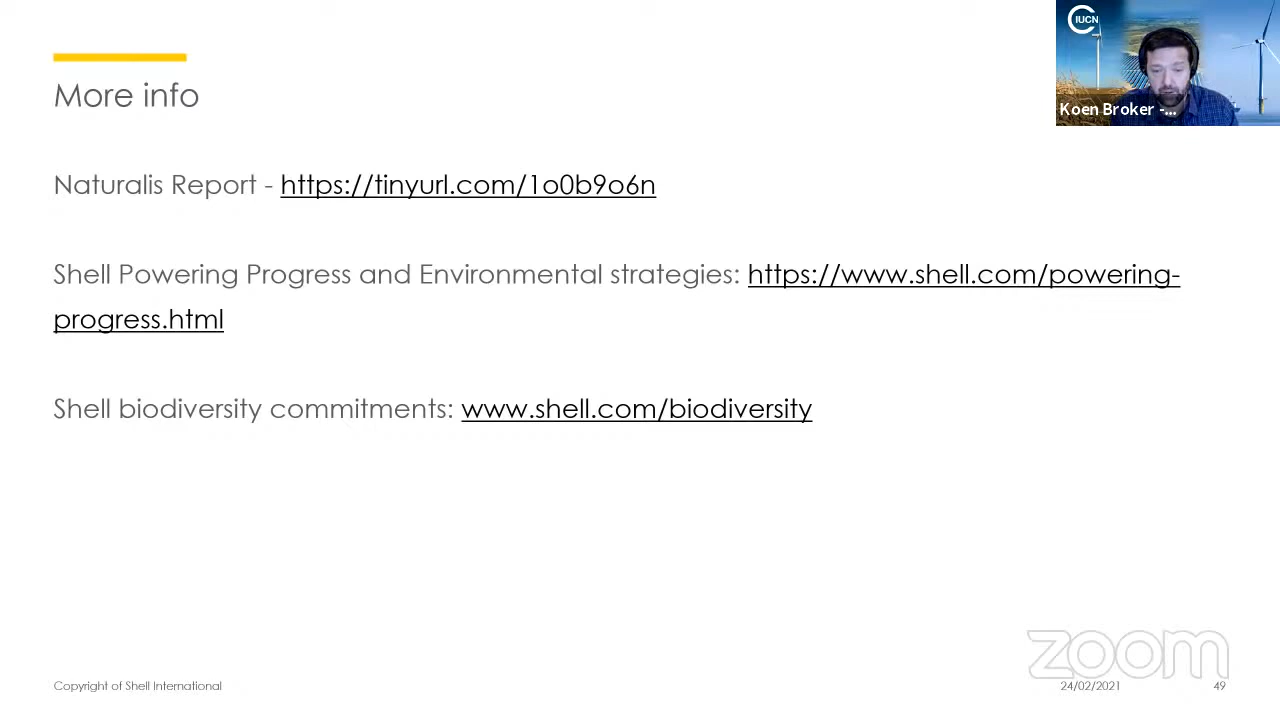 IUCN
Koen Broker -...
More info
Naturalis Report - https://tinyurl.com/1o0b9o6n
Shell Powering Progress and Environmental strategies: https://www.shell.com/powering-
progress.html
Shell biodiversity commitments: www.shell.com/biodiversity
zoom
Copyright of Shell International
24/02/2021
49